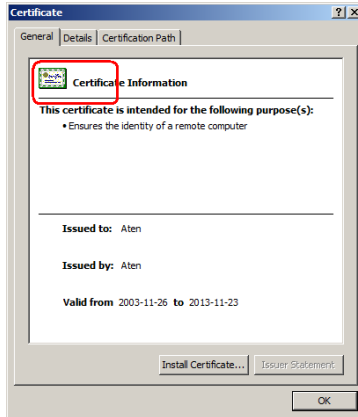 Certificate
General Details Certification Path
Certificate Information
This certificate is intended for the following purpose(s):
• Ensures the identity of a remote computer
Issued to: Aten
Issued by: Aten
Valid from 2003-11-26 to 2013-11-23
Install Certificate... Issuer Statement
OK